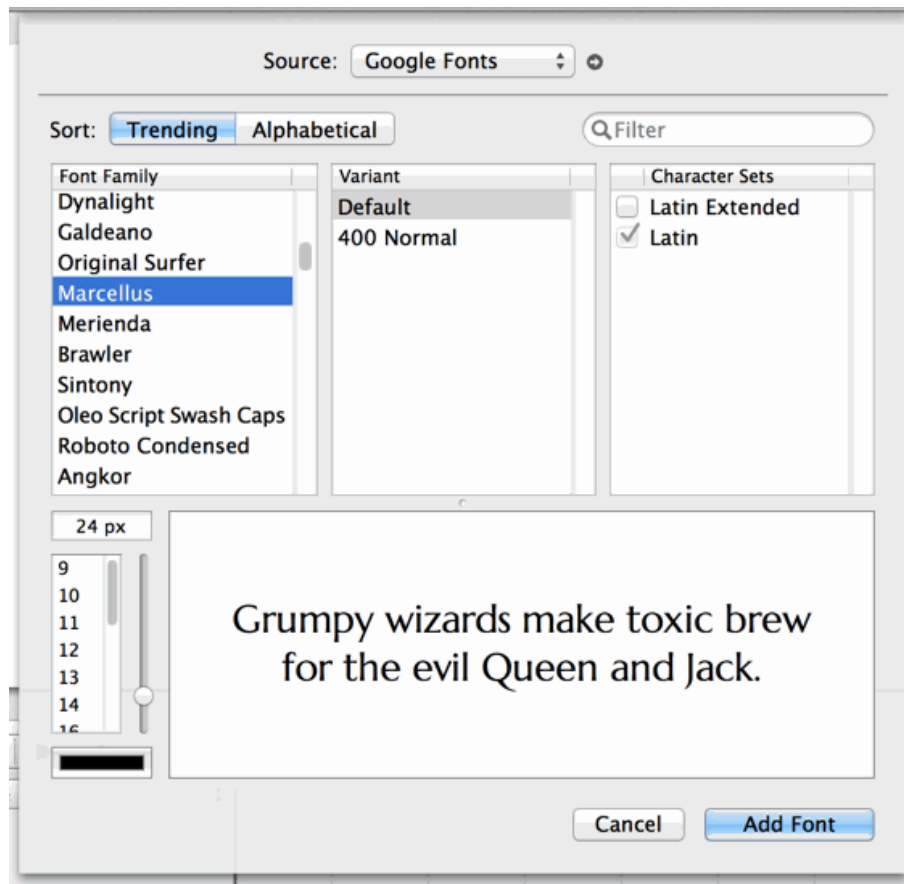 Source: Google Fonts
Sort: Trending Alphabetical
Filter
Font Family
Dynalight
Galdeano
Original Surfer
Marcellus
Merienda
Brawler
Sintony
Oleo Script Swash Caps
Roboto Condensed
Angkor
Variant
Default
400 Normal
Character Sets
Latin Extended
Latin
24 px
9
10
11
12
13
14
16
Grumpy wizards make toxic brew
for the evil Queen and Jack.
Cancel Add Font